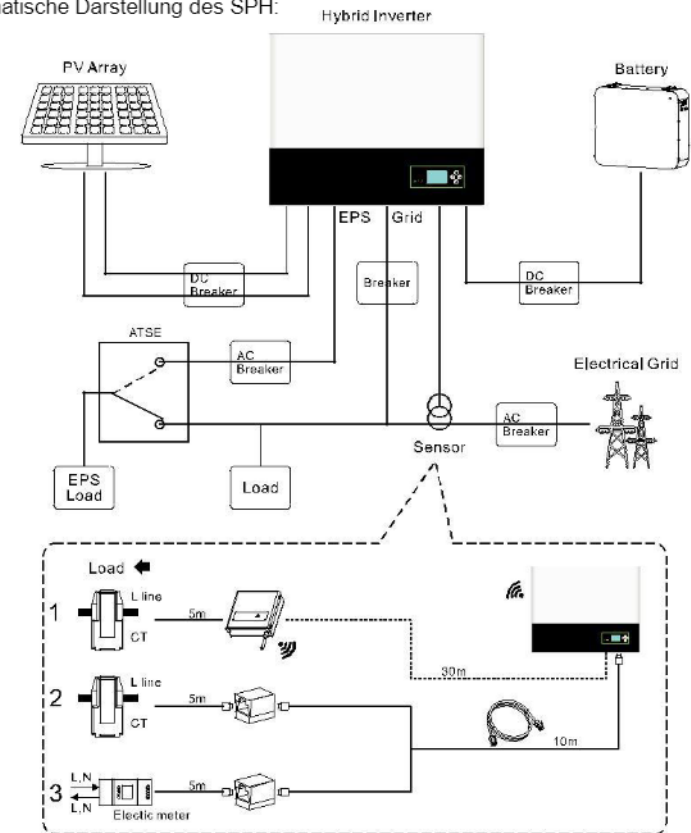 matische Darstellung des SPH:
Hybrid Inverter
PV Array
Battery
EPS Grid
DC
Breaker
Breaker
DC
Breaker
ATSE
AC
Breaker
Electrical Grid
AC
Breaker
Sensor
EPS
Load
Load
Load
1
L line
5m
CT
30m
2
L line
5m
CT
10m
3
L,N
L,N
5m
Electic meter